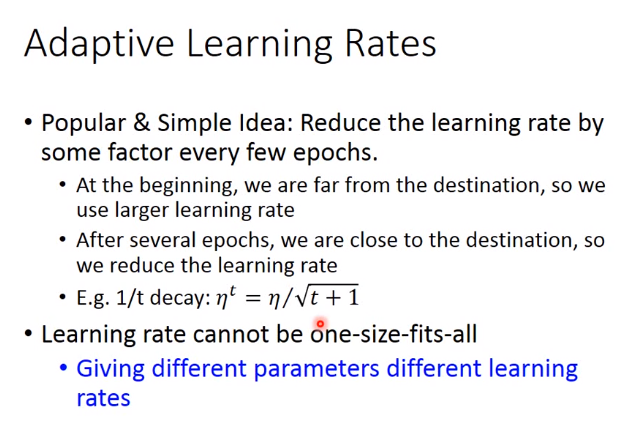 Adaptive Learning Rates
• Popular & Simple Idea: Reduce the learning rate by
some factor every few epochs.
• At the beginning, we are far from the destination, so we
use larger learning rate
• After several epochs, we are close to the destination, so
we reduce the learning rate
• E.g. 1/t decay: ηᵗ = η/√(t + 1)
• Learning rate cannot be one-size-fits-all
• Giving different parameters different learning
rates